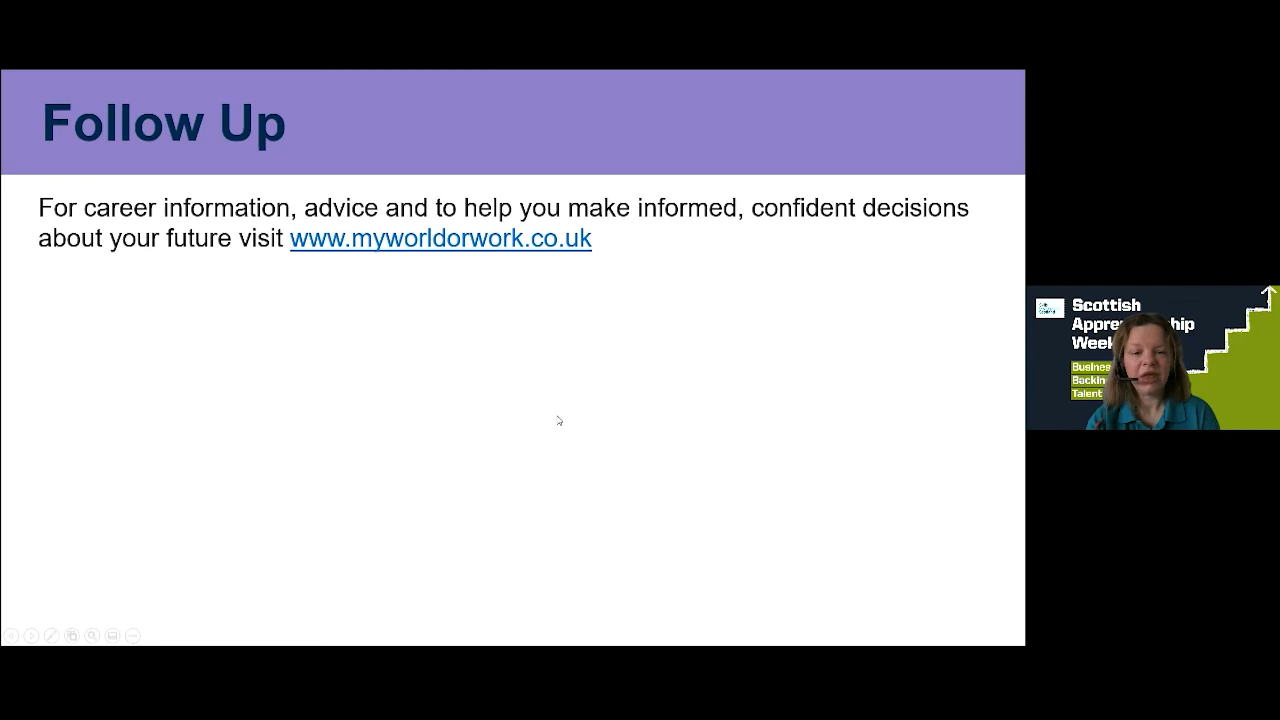 Follow Up
For career information, advice and to help you make informed, confident decisions
about your future visit www.myworldorwork.co.uk
Scottish
Week
Talent